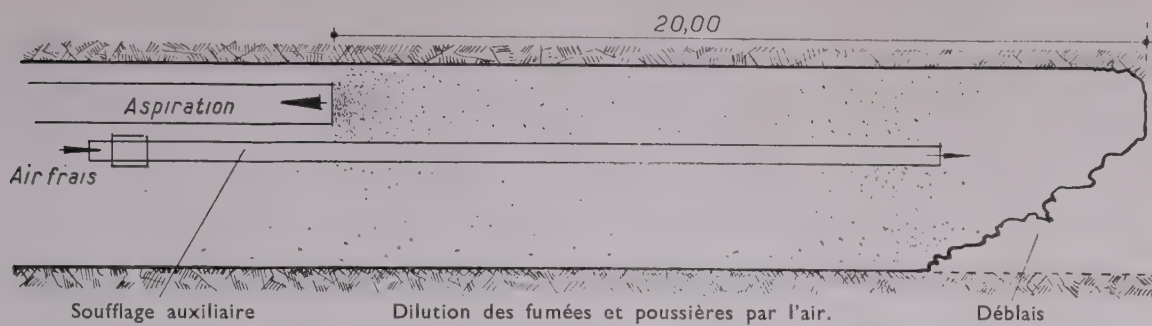 20,00
Aspiration
Air frais
Soufflage auxiliaire
Dilution des fumées et poussières par l'air.
Déblais